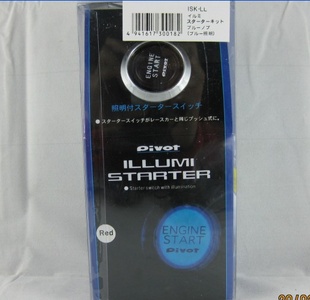 ISK-LL
イルミ
スターターキット
ブルーノブ
(ブルー照明)
4 941617 300182
ENGINE
START
PIVOT
照明付スタータースイッチ
●スタータースイッチがレースカーと同じプッシュ式に。
PIVOT
ILLUMI
STARTER
● Starter switch with illumination
Red
ENGINE
START
PIVOT